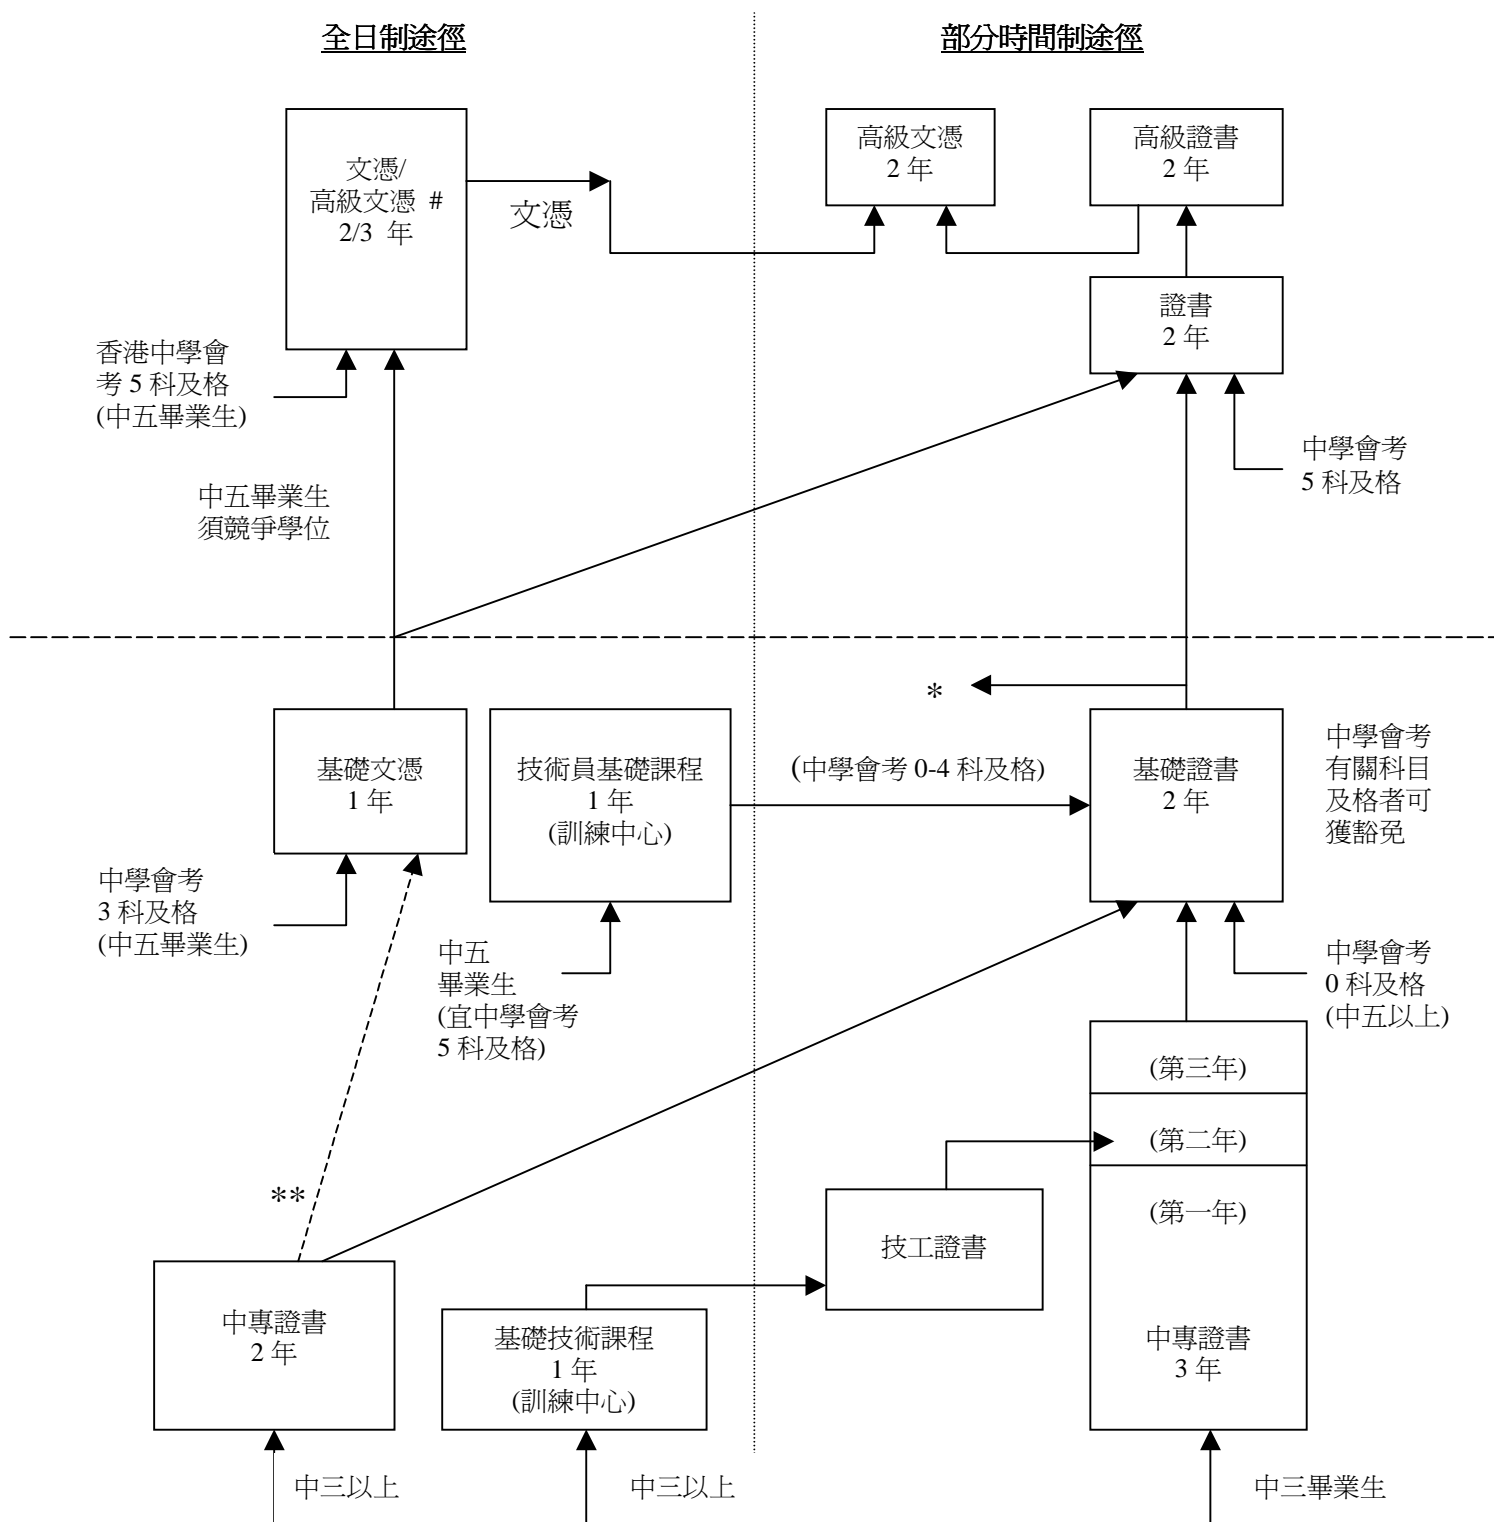 全日制途徑
部分時間制途徑
文憑/
高級文憑 #
2/3 年
文憑
高級文憑
2 年
高級證書
2 年
證書
2 年
香港中學會
考 5 科及格
(中五畢業生)
中學會考
5 科及格
中五畢業生
須競爭學位
*
基礎文憑
1 年
技術員基礎課程
1 年
(訓練中心)
(中學會考 0-4 科及格)
基礎證書
2 年
中學會考
有關科目
及格者可
獲豁免
中學會考
3 科及格
(中五畢業生)
中五
畢業生
(宜中學會考
5 科及格)
中學會考
0 科及格
(中五以上)
(第三年)
(第二年)
(第一年)
**
技工證書
中專證書
2 年
基礎技術課程
1 年
(訓練中心)
中專證書
3 年
中三以上
中三以上
中三畢業生